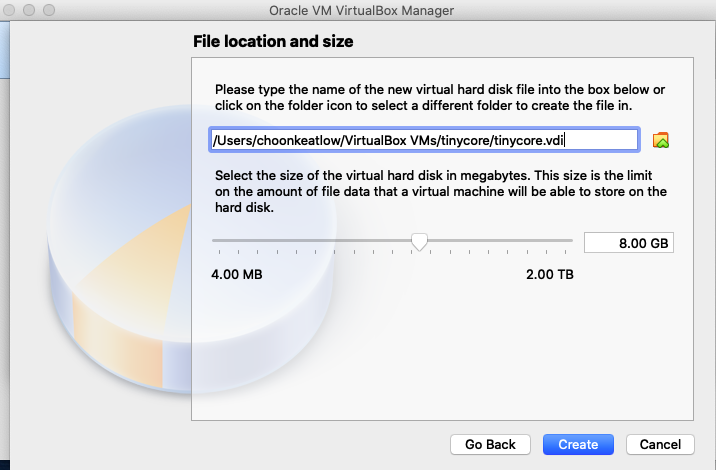 Oracle VM VirtualBox Manager
File location and size
Please type the name of the new virtual hard disk file into the box below or
click on the folder icon to select a different folder to create the file in.
/Users/choonkeatlow/VirtualBox VMs/tinycore/tinycore.vdi
Select the size of the virtual hard disk in megabytes. This size is the limit
on the amount of file data that a virtual machine will be able to store on the
hard disk.
8.00 GB
4.00 MB 2.00 TB
Go Back Create Cancel